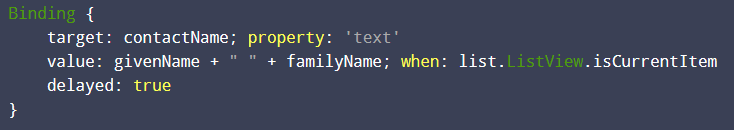 Binding {
    target: contactName; property: 'text'
    value: givenName + " " + familyName; when: list.ListView.isCurrentItem
    delayed: true
}